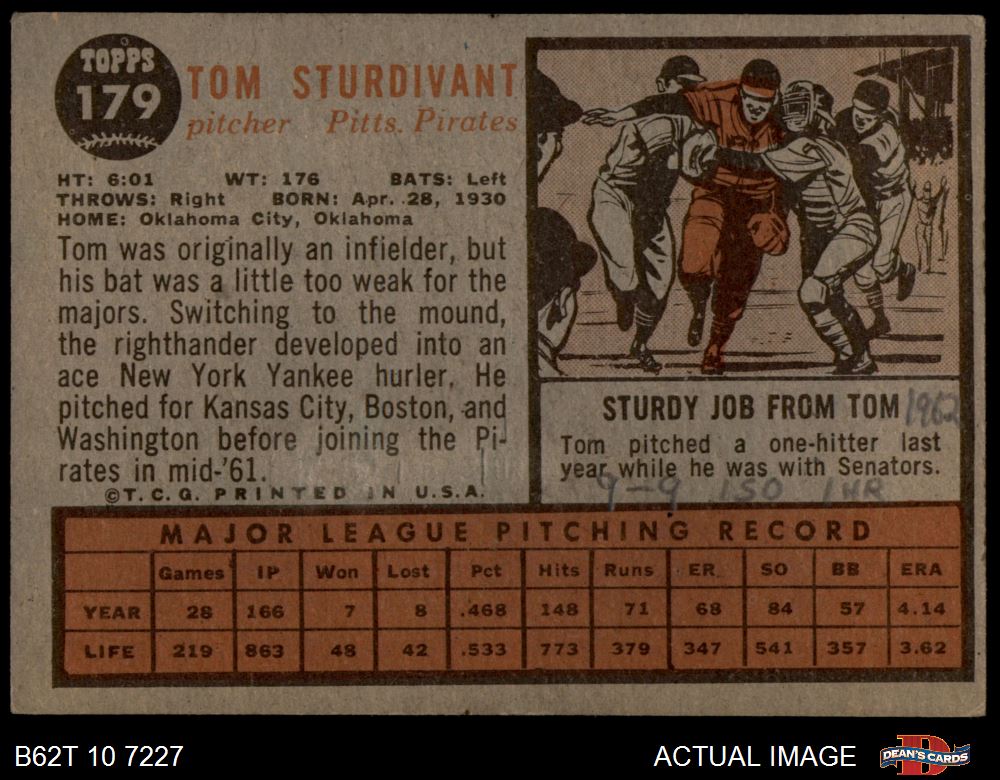 TOPPS
179
TOM STURDIVANT
pitcher Pitts. Pirates
HT: 6:01 WT: 176 BATS: Left
THROWS: Right BORN: Apr. 28, 1930
HOME: Oklahoma City, Oklahoma
Tom was originally an infielder, but
his bat was a little too weak for the
majors. Switching to the mound,
the righthander developed into an
ace New York Yankee hurler. He
pitched for Kansas City, Boston, and
Washington before joining the Pi-
rates in mid-'61.
©T.C.G. PRINTED IN U.S.A.
STURDY JOB FROM TOM 1962
Tom pitched a one-hitter last
year while he was with Senators.
9-9 ISO 1HR
MAJOR LEAGUE PITCHING RECORD
Games IP Won Lost Pct Hits Runs ER SO BB ERA
YEAR 28 166 7 8 .468 148 71 68 84 57 4.14
LIFE 219 863 48 42 .533 773 379 347 541 357 3.62
B62T 10 7227 ACTUAL IMAGE DEAN'S CARDS